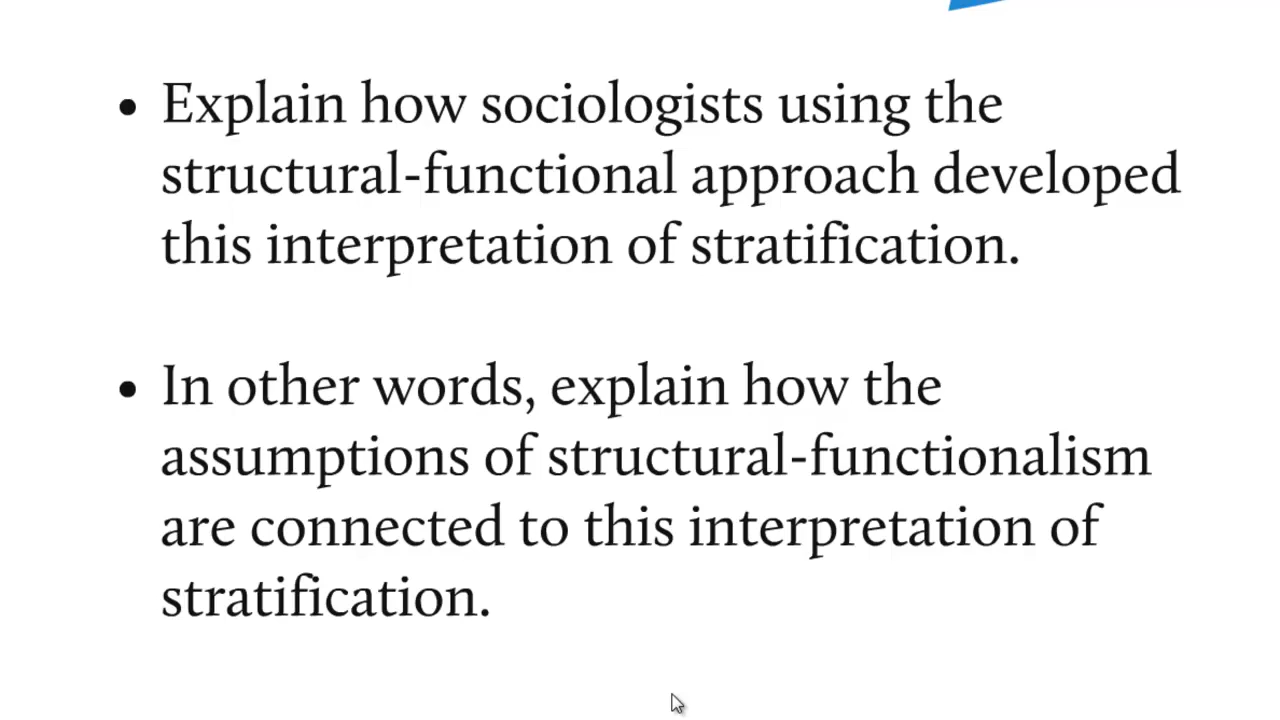 • Explain how sociologists using the
structural-functional approach developed
this interpretation of stratification.
• In other words, explain how the
assumptions of structural-functionalism
are connected to this interpretation of
stratification.